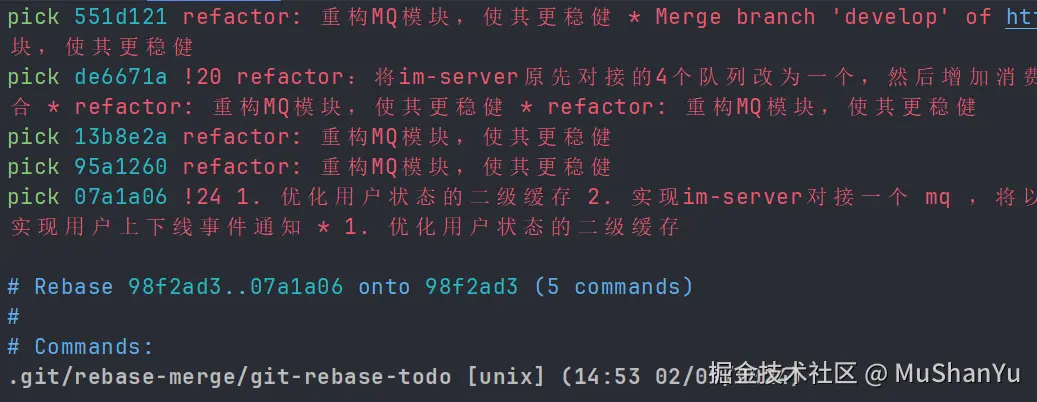 pick 551d121 refactor: 重构MQ模块，使其更稳健 * Merge branch 'develop' of htt
块，使其更稳健
pick de6671a !20 refactor：将im-server原先对接的4个队列改为一个，然后增加消费
合 * refactor: 重构MQ模块，使其更稳健 * refactor: 重构MQ模块，使其更稳健
pick 13b8e2a refactor: 重构MQ模块，使其更稳健
pick 95a1260 refactor: 重构MQ模块，使其更稳健
pick 07a1a06 !24 1. 优化用户状态的二级缓存 2. 实现im-server对接一个 mq ，将以
实现用户上下线事件通知 * 1. 优化用户状态的二级缓存
# Rebase 98f2ad3..07a1a06 onto 98f2ad3 (5 commands)
#
# Commands:
.git/rebase-merge/git-rebase-todo [unix] (14:53 02/0
掘金技术社区 @ MuShanYu